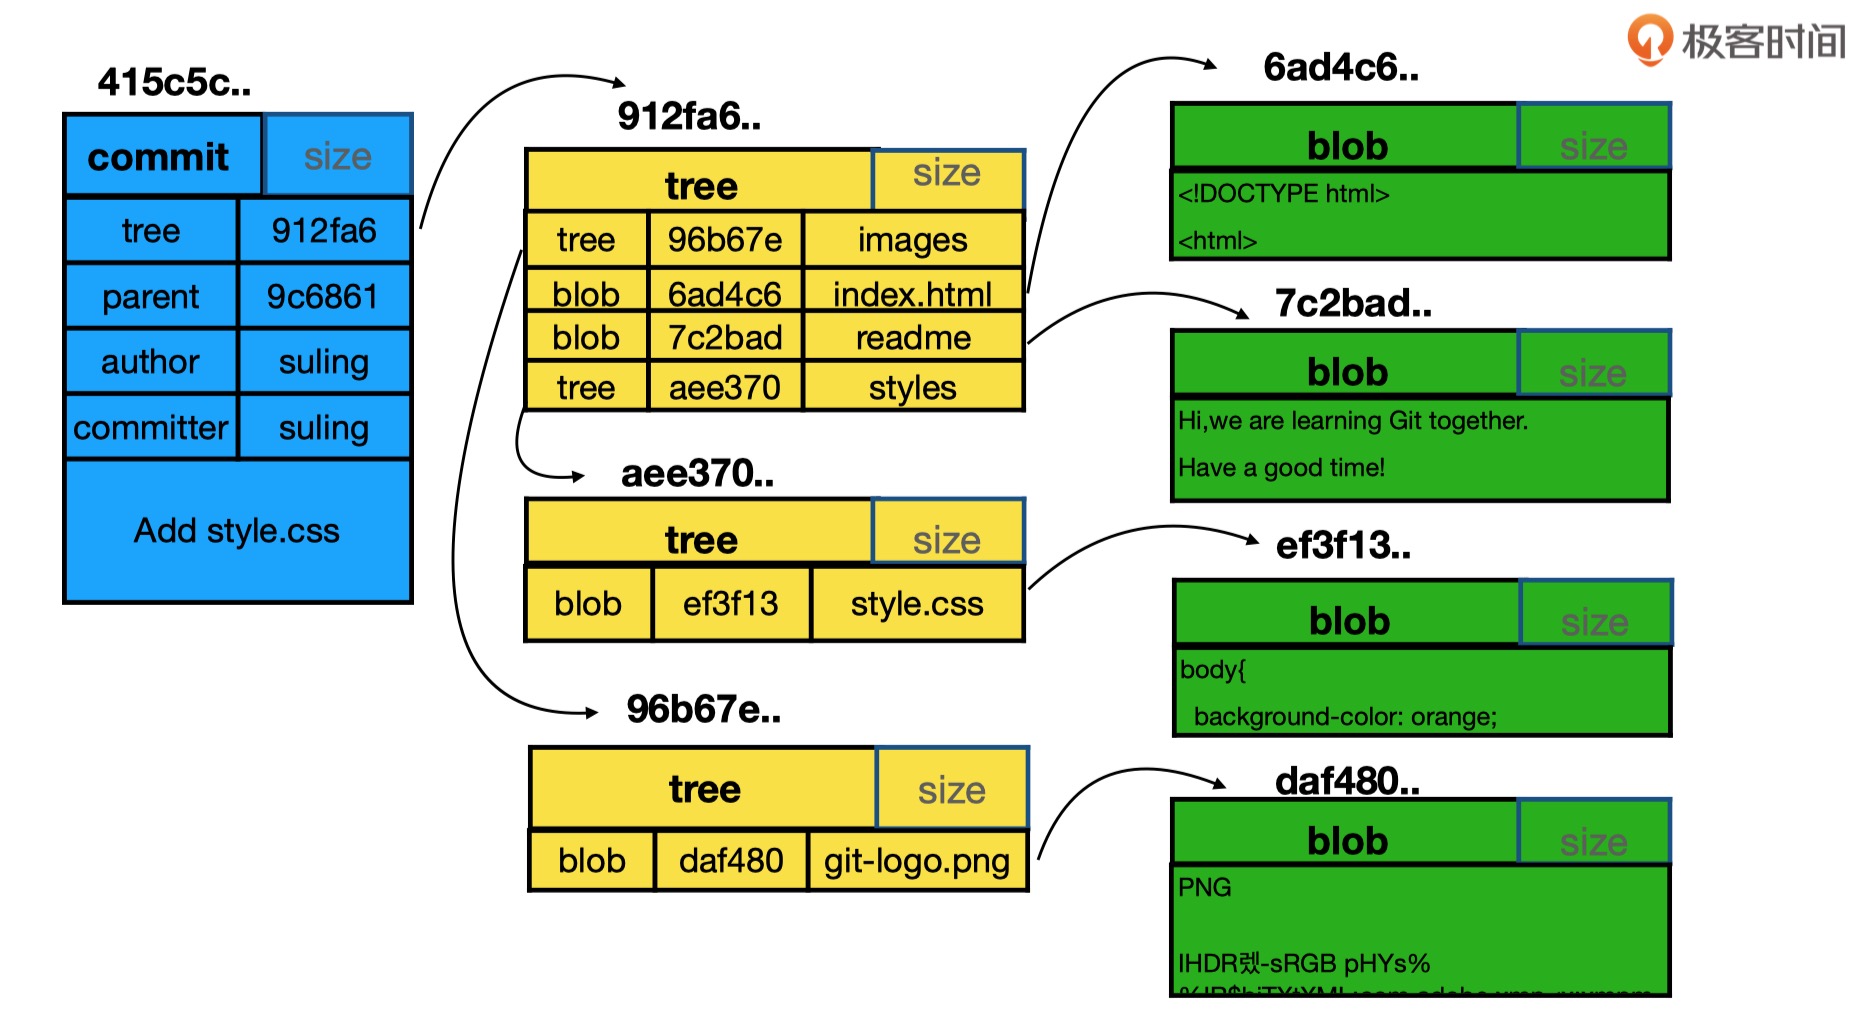 极客时间
415c5c..
commit size
tree 912fa6
parent 9c6861
author suling
committer suling
Add style.css
912fa6..
tree size
tree 96b67e images
blob 6ad4c6 index.html
blob 7c2bad readme
tree aee370 styles
aee370..
tree size
blob ef3f13 style.css
96b67e..
tree size
blob daf480 git-logo.png
6ad4c6..
blob size
<!DOCTYPE html>
<html>
7c2bad..
blob size
Hi,we are learning Git together.
Have a good time!
ef3f13..
blob size
body{
background-color: orange;
daf480..
blob size
PNG
IHDR렜-sRGB pHYs%